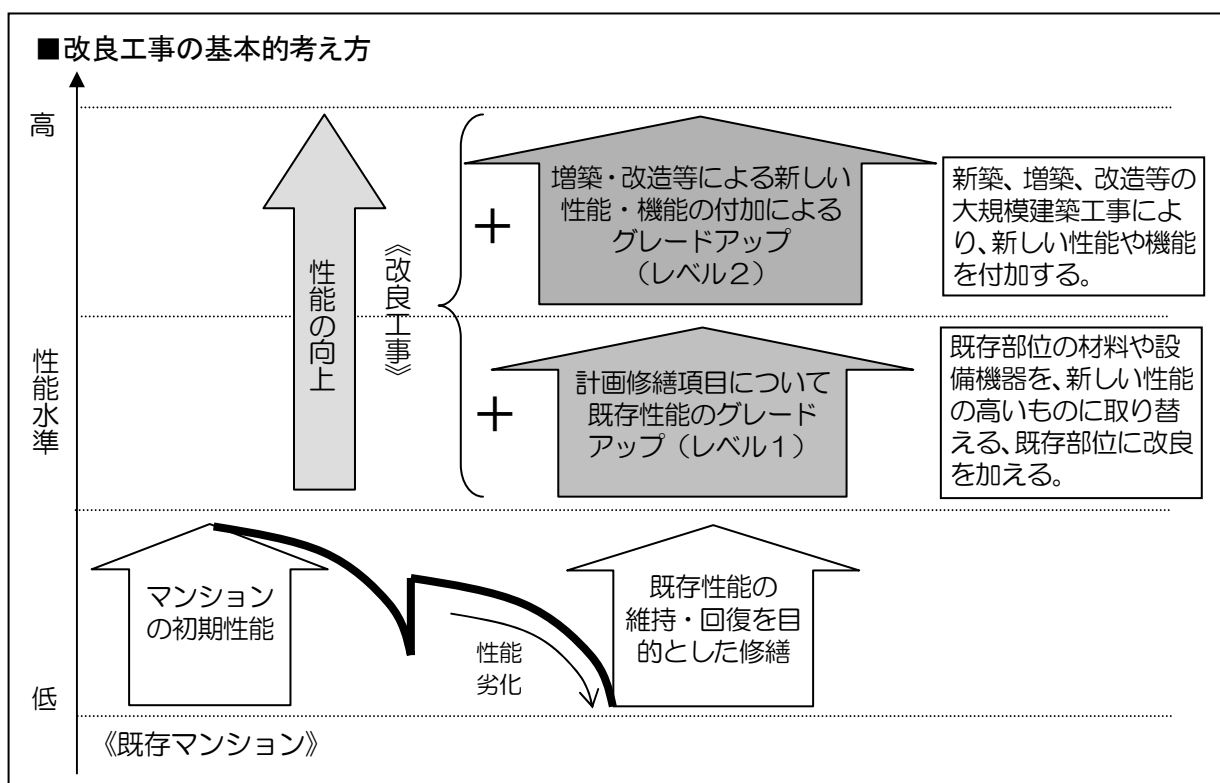 ■改良工事の基本的考え方
高
性能水準
低
性能の向上
《改良工事》
+
増築・改造等による新しい
性能・機能の付加による
グレードアップ
（レベル２）
新築、増築、改造等の
大規模建築工事によ
り、新しい性能や機能
を付加する。
+
計画修繕項目について
既存性能のグレード
アップ（レベル１）
既存部位の材料や設
備機器を、新しい性能
の高いものに取り替
える、既存部位に改良
を加える。
マンション
の初期性能
性能
劣化
既存性能の
維持・回復を目
的とした修繕
《既存マンション》